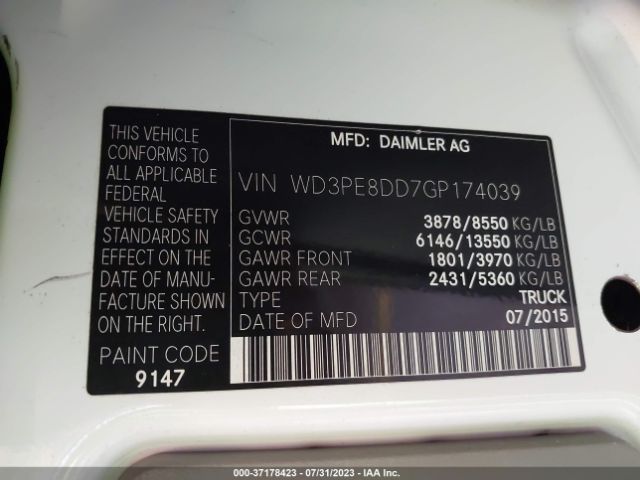 THIS VEHICLE
CONFORMS TO
ALL APPLICABLE
FEDERAL
VEHICLE SAFETY
STANDARDS IN
EFFECT ON THE
DATE OF MANU-
FACTURE SHOWN
ON THE RIGHT.
PAINT CODE
9147
MFD: DAIMLER AG
VIN WD3PE8DD7GP174039
GVWR 3878/8550 KG/LB
GCWR 6146/13550 KG/LB
GAWR FRONT 1801/3970 KG/LB
GAWR REAR 2431/5360 KG/LB
TYPE TRUCK
DATE OF MFD 07/2015
000-37178423 - 07/31/2023 - IAA Inc.